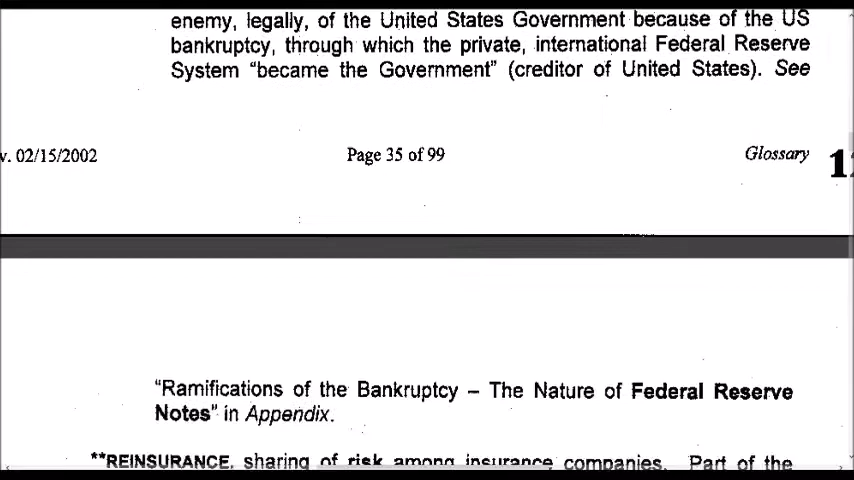 enemy, legally, of the United States Government because of the US
bankruptcy, through which the private, international Federal Reserve
System “became the Government” (creditor of United States). See
v. 02/15/2002 Page 35 of 99 Glossary
“Ramifications of the Bankruptcy – The Nature of Federal Reserve
Notes” in Appendix.
**REINSURANCE, sharing of risk among insurance companies. Part of the